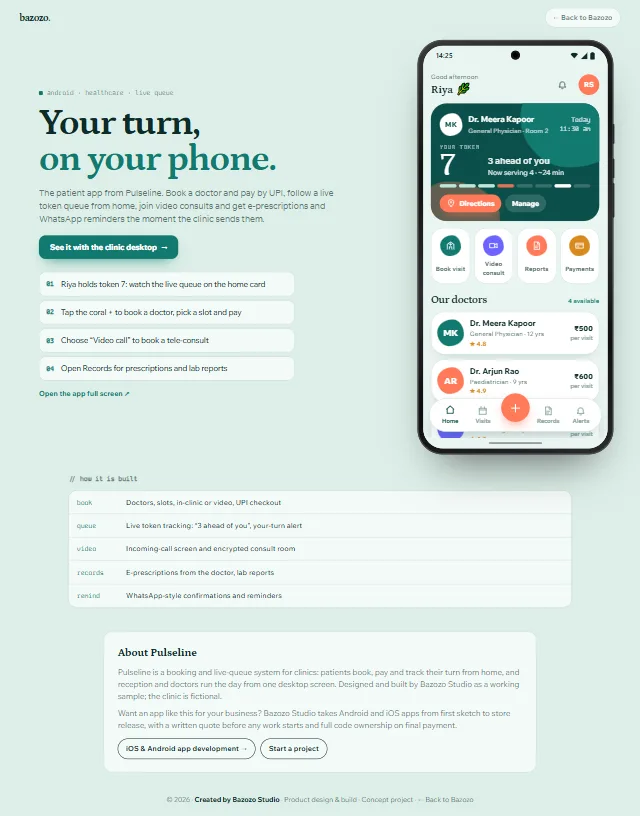 bazozo.
← Back to Bazozo
android · healthcare · live queue
Your turn,
on your phone.
The patient app from Pulseline. Book a doctor and pay by UPI, follow a live
token queue from home, join video consults and get e-prescriptions and
WhatsApp reminders the moment the clinic sends them.
See it with the clinic desktop →
01 Riya holds token 7: watch the live queue on the home card
02 Tap the coral + to book a doctor, pick a slot and pay
03 Choose “Video call” to book a tele-consult
04 Open Records for prescriptions and lab reports
Open the app full screen ↗
14:25
Good afternoon
Riya
RS
MK
Dr. Meera Kapoor
General Physician · Room 2
Today
11:30 am
YOUR TOKEN
7
3 ahead of you
Now serving 4 · ~24 min
Directions
Manage
Book visit
Video
consult
Reports
Payments
Our doctors
4 available
MK
Dr. Meera Kapoor
General Physician · 12 yrs
★ 4.8
₹500
per visit
AR
Dr. Arjun Rao
Paediatrician · 9 yrs
★ 4.9
₹600
per visit
+
Home
Visits
Records
Alerts
per visit
// how it is built
book Doctors, slots, in-clinic or video, UPI checkout
queue Live token tracking: “3 ahead of you”, your-turn alert
video Incoming-call screen and encrypted consult room
records E-prescriptions from the doctor, lab reports
remind WhatsApp-style confirmations and reminders
About Pulseline
Pulseline is a booking and live-queue system for clinics: patients book, pay and track their turn from home, and
reception and doctors run the day from one desktop screen. Designed and built by Bazozo Studio as a working
sample; the clinic is fictional.
Want an app like this for your business? Bazozo Studio takes Android and iOS apps from first sketch to store
release, with a written quote before any work starts and full code ownership on final payment.
iOS & Android app development →
Start a project
© 2026 · Created by Bazozo Studio · Product design & build · Concept project · ← Back to Bazozo